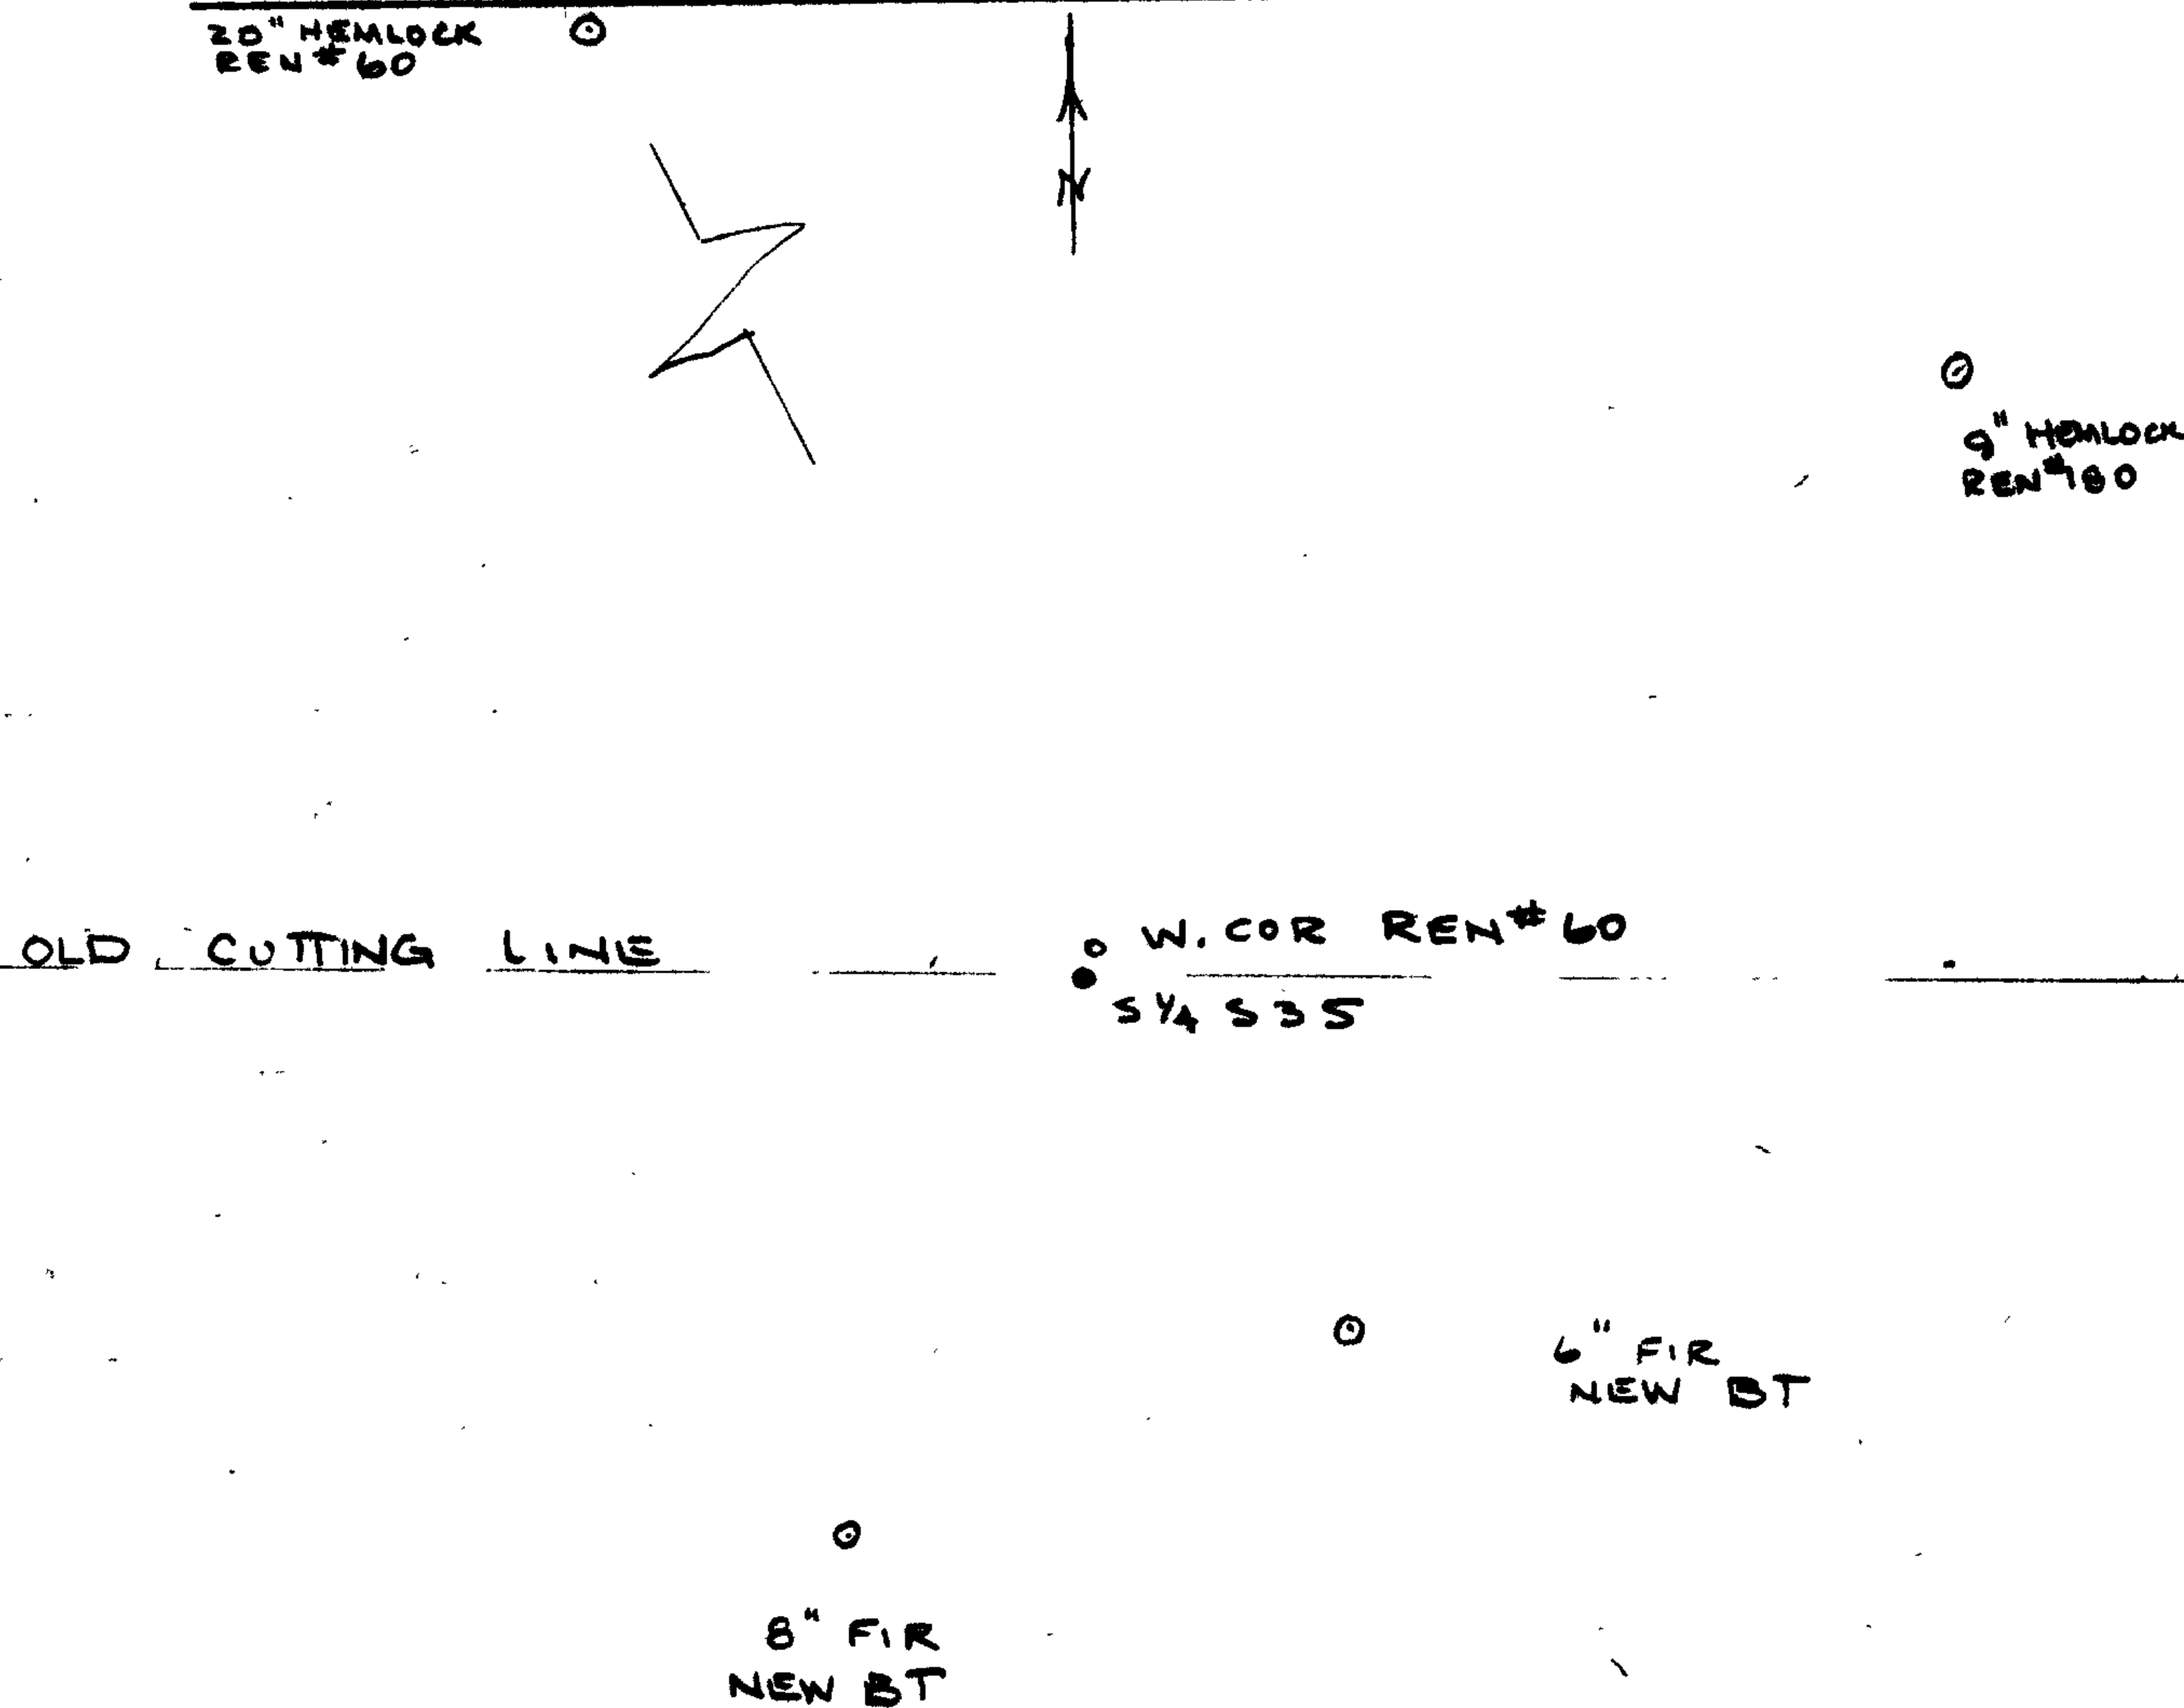 20" HEMLOCK
REN # 60
N
9" HEMLOCK
REN # 180
OLD CUTTING LINE
W. COR REN # 60
S 1/4 S35
6" FIR
NEW BT
8" FIR
NEW BT